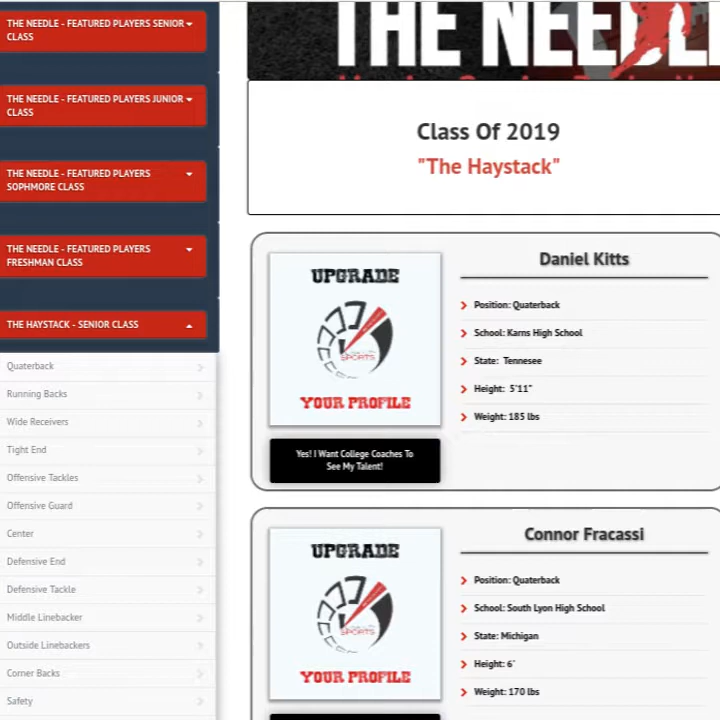 THE NEEDLE - FEATURED PLAYERS SENIOR
CLASS
THE NEEDLE - FEATURED PLAYERS JUNIOR
CLASS
THE NEEDLE - FEATURED PLAYERS
SOPHMORE CLASS
THE NEEDLE - FEATURED PLAYERS
FRESHMAN CLASS
THE HAYSTACK - SENIOR CLASS
Quaterback
Running Backs
Wide Receivers
Tight End
Offensive Tackles
Offensive Guard
Center
Defensive End
Defensive Tackle
Middle Linebacker
Outside Linebackers
Corner Backs
Safety
THE NEEDLE
Class Of 2019
"The Haystack"
UPGRADE
SPORTS
YOUR PROFILE
Yes! I Want College Coaches To
See My Talent!
Daniel Kitts
Position: Quaterback
School: Karns High School
State: Tennesee
Height: 5'11"
Weight: 185 lbs
UPGRADE
SPORTS
YOUR PROFILE
Connor Fracassi
Position: Quaterback
School: South Lyon High School
State: Michigan
Height: 6'
Weight: 170 lbs